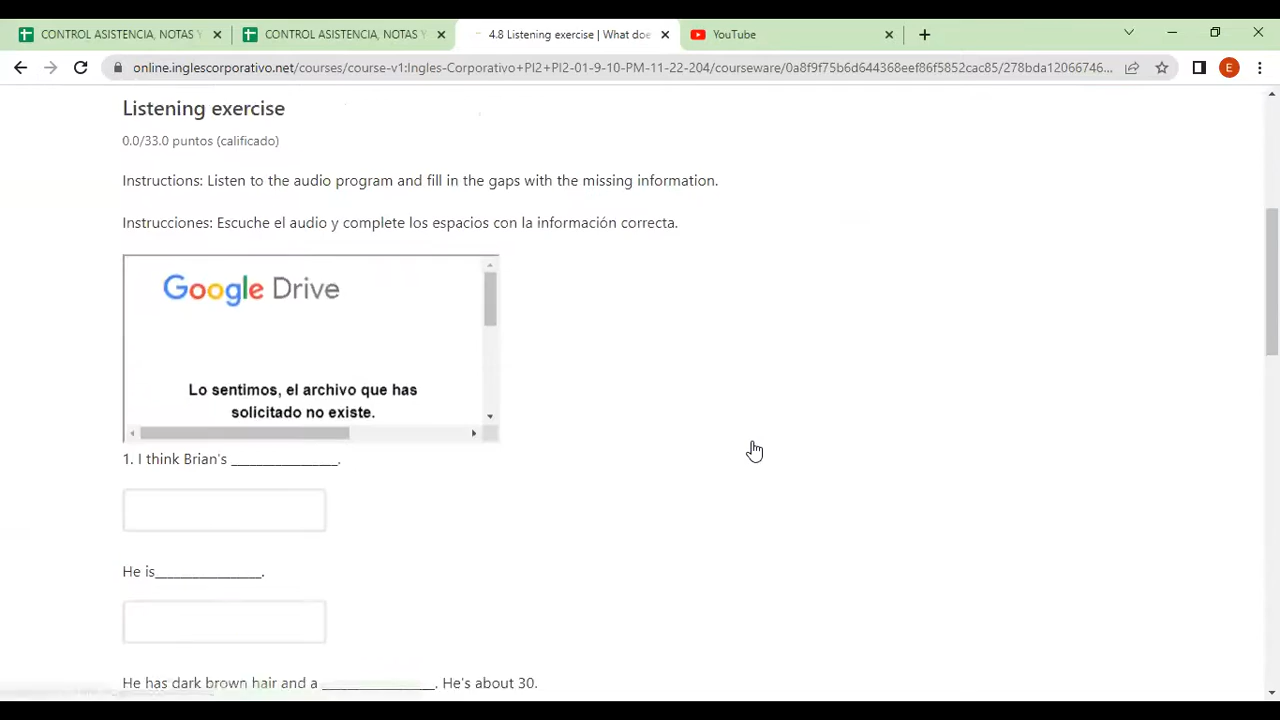 CONTROL ASISTENCIA, NOTAS Y
CONTROL ASISTENCIA, NOTAS Y
4.8 Listening exercise | What doe
YouTube
online.inglescorporativo.net/courses/course-v1:Ingles-Corporativo+PI2+PI2-01-9-10-PM-11-22-204/courseware/0a8f9f75b6d644368eef86f5852cac85/278bda12066746...
E
Listening exercise
0.0/33.0 puntos (calificado)
Instructions: Listen to the audio program and fill in the gaps with the missing information.
Instrucciones: Escuche el audio y complete los espacios con la información correcta.
Google Drive
Lo sentimos, el archivo que has
solicitado no existe.
1. I think Brian's ________________.
He is________________.
He has dark brown hair and a _________________. He's about 30.